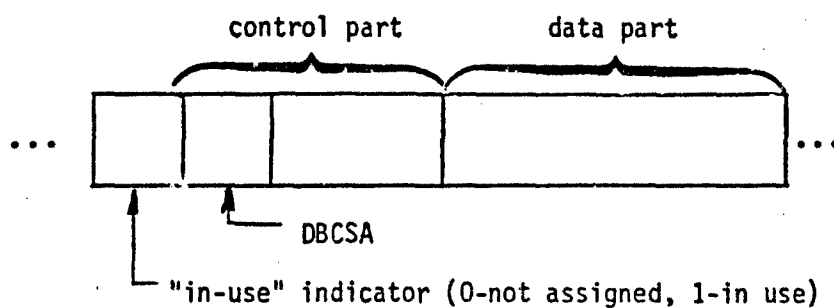 control part data part
... ...
DBCSA
"in-use" indicator (0-not assigned, 1-in use)